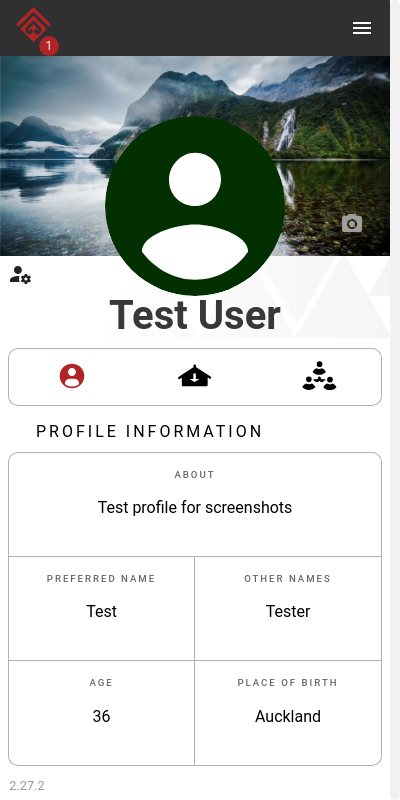 1
Test User
PROFILE INFORMATION
ABOUT
Test profile for screenshots
PREFERRED NAME
OTHER NAMES
Test
Tester
AGE
PLACE OF BIRTH
36
Auckland
2.27.2